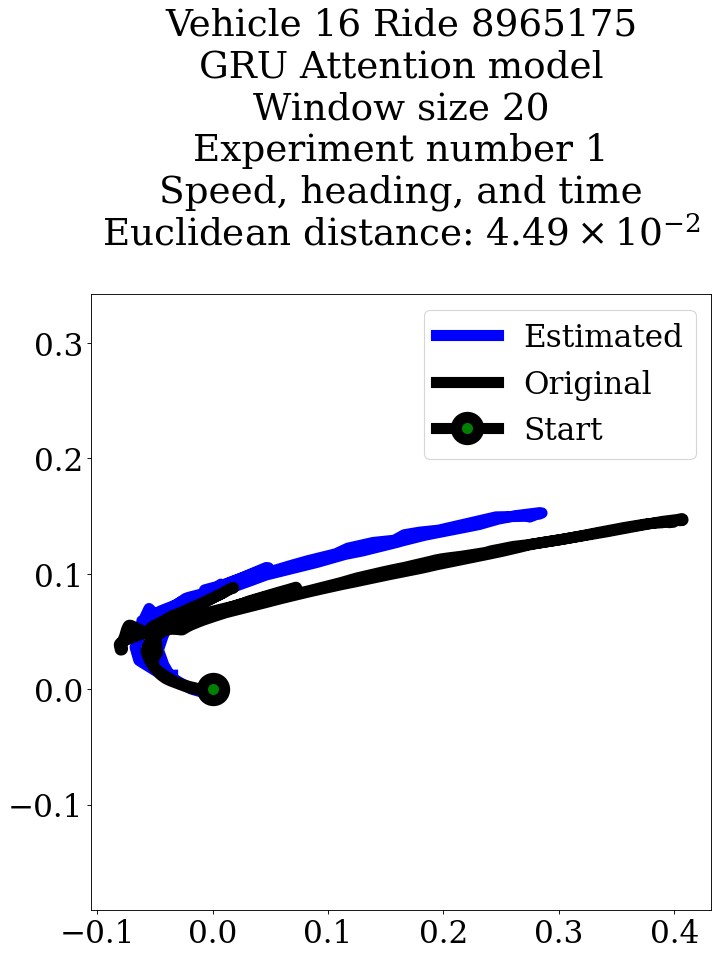 Vehicle 16 Ride 8965175
GRU Attention model
Window size 20
Experiment number 1
Speed, heading, and time
Euclidean distance: 4.49 × 10⁻²
Estimated
Original
Start
0.3
0.2
0.1
0.0
−0.1
−0.1 0.0 0.1 0.2 0.3 0.4